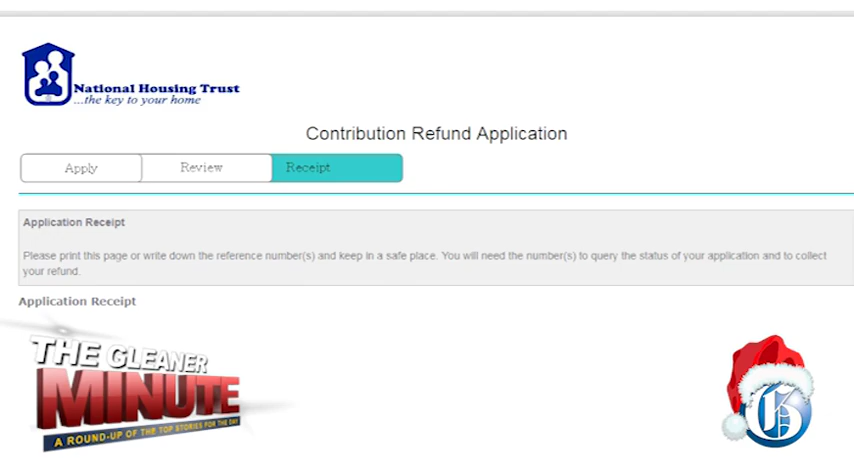 National Housing Trust
...the key to your home
Contribution Refund Application
Apply Review Receipt
Application Receipt
Please print this page or write down the reference number(s) and keep in a safe place. You will need the number(s) to query the status of your application and to collect
your refund.
Application Receipt
THE GLEANER
MINUTE
A ROUND-UP OF THE TOP STORIES FOR THE DAY
G